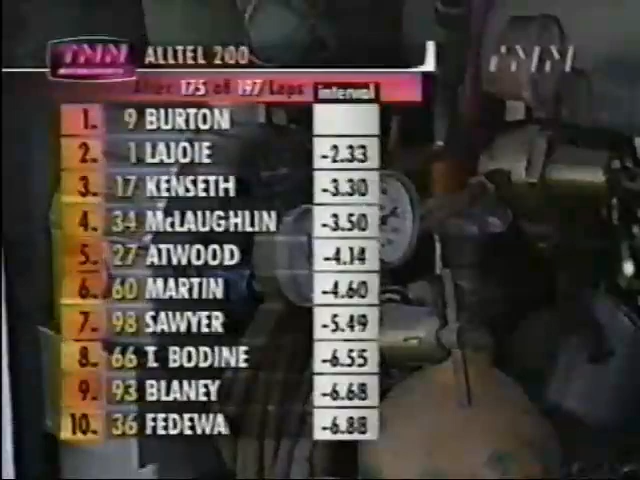 TNN ALLTEL 200 TNN
After 175 of 197 Laps interval
1. 9 BURTON
2. 1 LAJOIE -2.33
3. 17 KENSETH -3.30
4. 34 McLAUGHLIN -3.50
5. 27 ATWOOD -4.14
6. 60 MARTIN -4.60
7. 98 SAWYER -5.49
8. 66 T. BODINE -6.55
9. 93 BLANEY -6.68
10. 36 FEDEWA -6.88